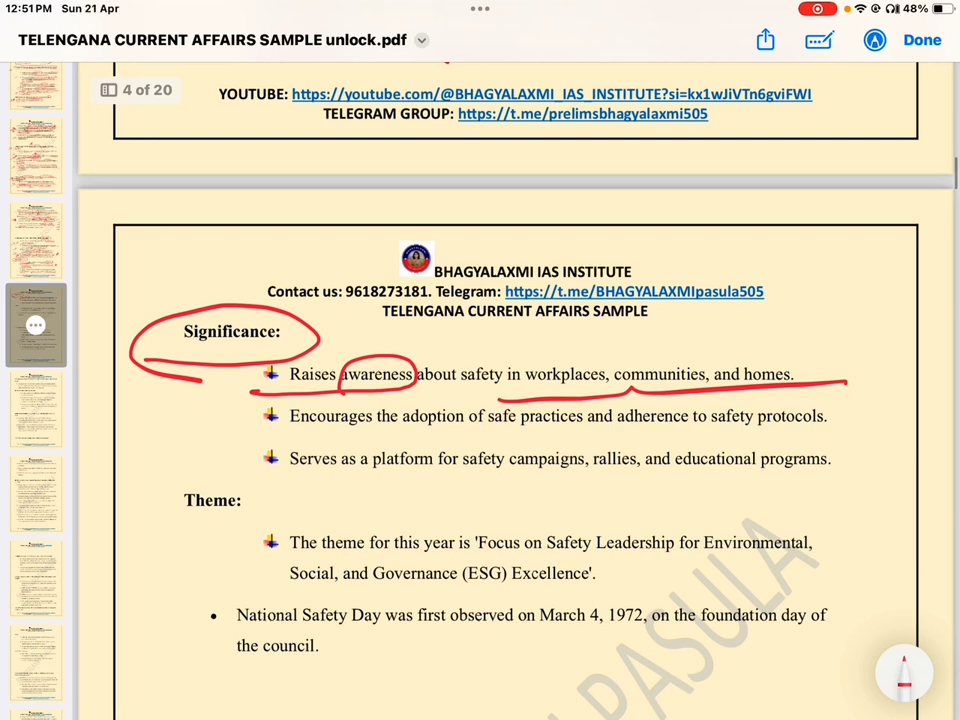 12:51 PM Sun 21 Apr
48%
TELENGANA CURRENT AFFAIRS SAMPLE unlock.pdf
Done
4 of 20
YOUTUBE: https://youtube.com/@BHAGYALAXMI_IAS_INSTITUTE?si=kx1wJiVTn6gviFWI
TELEGRAM GROUP: https://t.me/prelimsbhagyalaxmi505
BHAGYALAXMI IAS INSTITUTE
Contact us: 9618273181. Telegram: https://t.me/BHAGYALAXMIpasula505
TELENGANA CURRENT AFFAIRS SAMPLE
Significance:
Raises awareness about safety in workplaces, communities, and homes.
Encourages the adoption of safe practices and adherence to safety protocols.
Serves as a platform for safety campaigns, rallies, and educational programs.
Theme:
The theme for this year is 'Focus on Safety Leadership for Environmental,
Social, and Governance (ESG) Excellence'.
• National Safety Day was first observed on March 4, 1972, on the foundation day of
the council.
PASULA